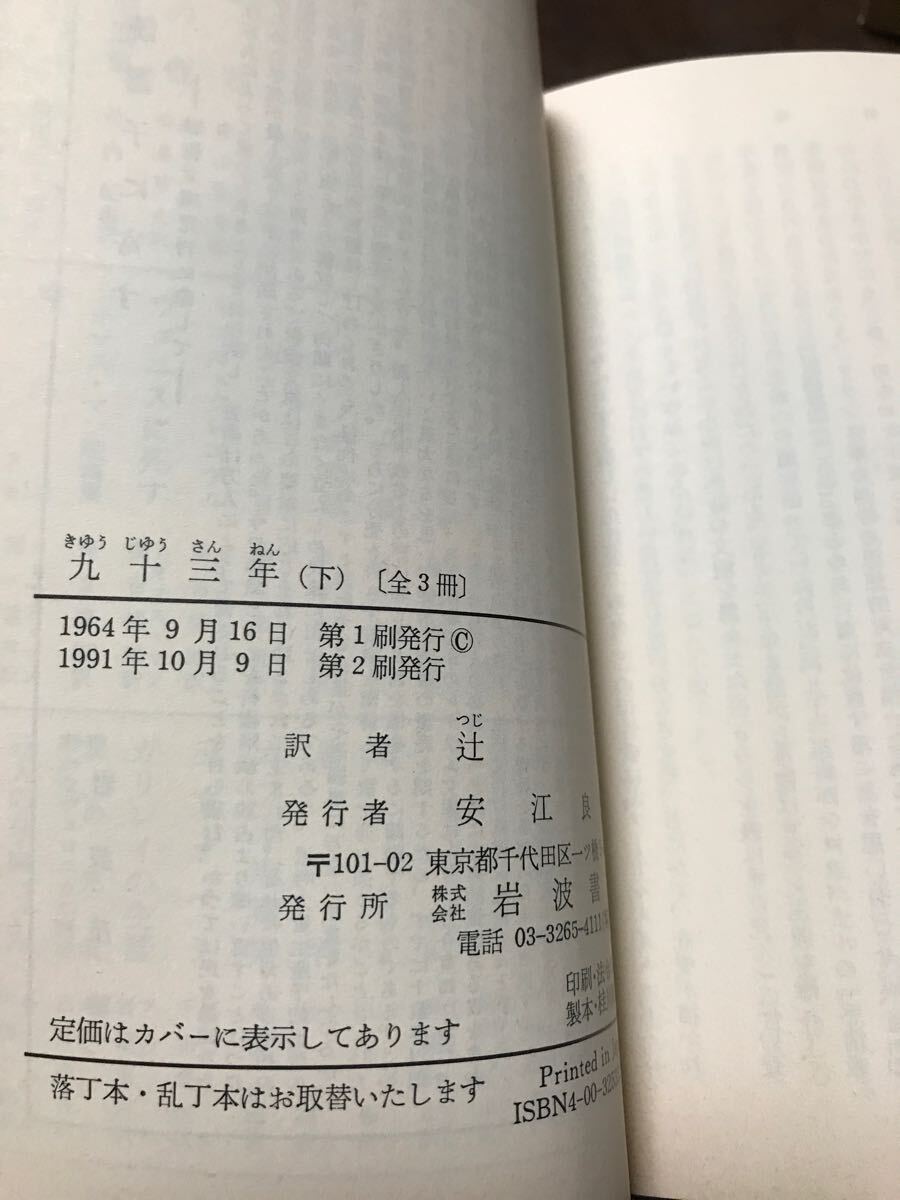 きゆう じゆう さん ねん
九十三年(下)〔全3冊〕
1964年9月16日 第1刷発行©
1991年10月9日 第2刷発行
つじ
訳者 辻
発行者 安江良
〒101-02 東京都千代田区一ツ橋
発行所 株式会社 岩波書
電話 03-3265-4111
印刷・法
製本・桂
定価はカバーに表示してあります
落丁本・乱丁本はお取替いたします
Printed in
ISBN4-00-325